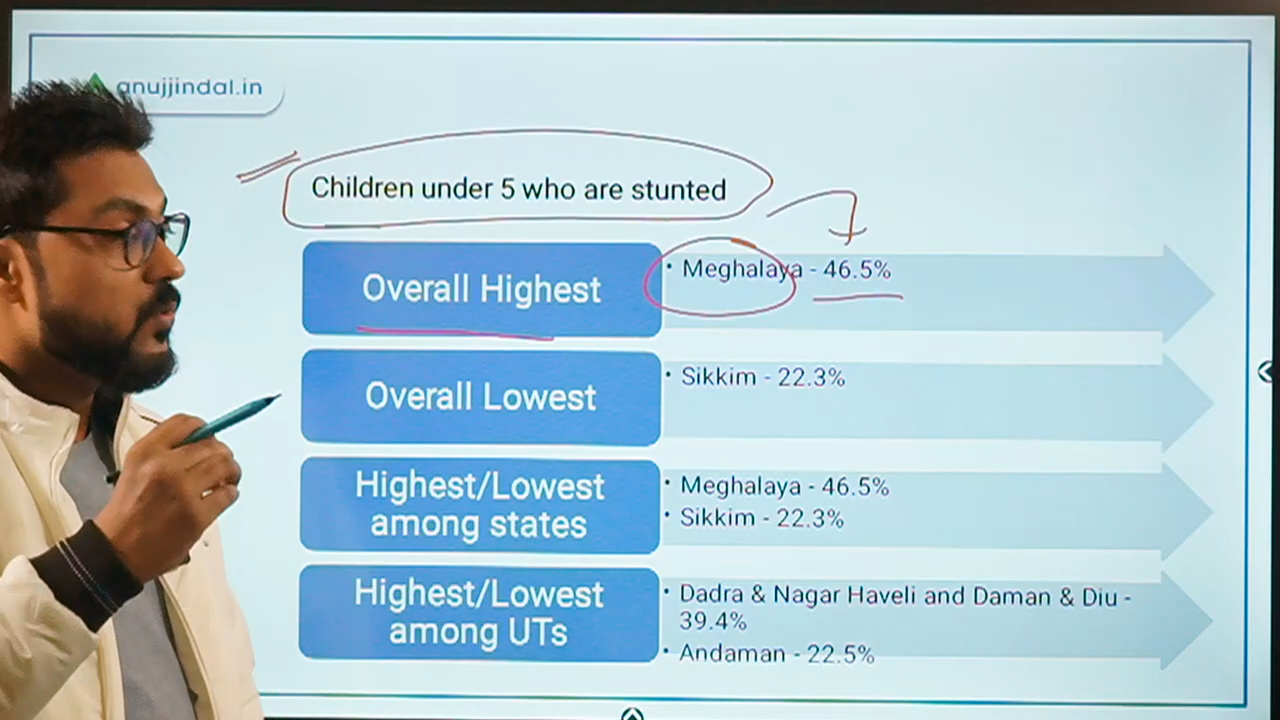 anujjindal.in
Children under 5 who are stunted
Overall Highest
• Meghalaya - 46.5%
Overall Lowest
• Sikkim - 22.3%
Highest/Lowest
among states
• Meghalaya - 46.5%
• Sikkim - 22.3%
Highest/Lowest
among UTs
• Dadra & Nagar Haveli and Daman & Diu -
39.4%
• Andaman - 22.5%